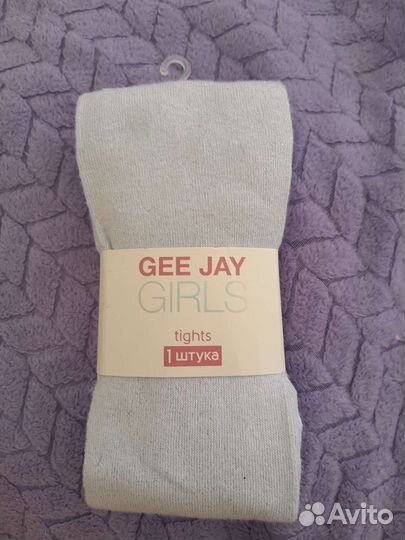 GEE JAY
GIRLS
tights
1 штука
Avito